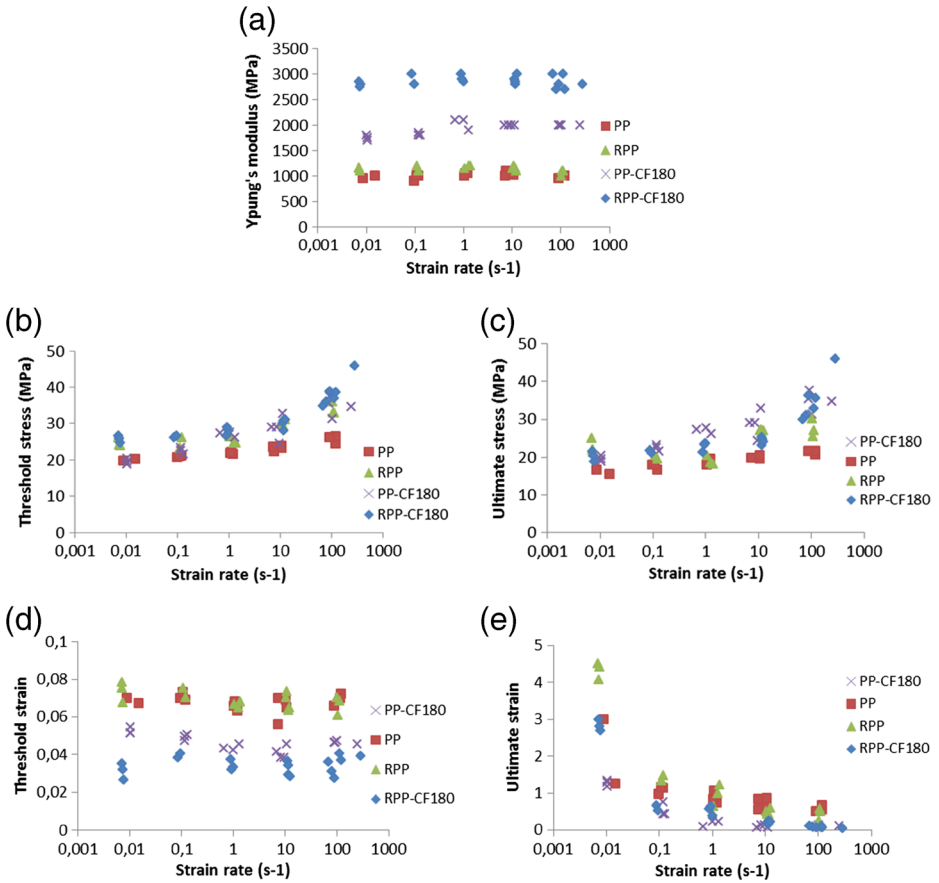 (a)
Ypung's modulus (MPa)
3500
3000
2500
2000
1500
1000
500
0
0,001 0,01 0,1 1 10 100 1000
Strain rate (s-1)
PP
RPP
PP-CF180
RPP-CF180
(b)
Threshold stress (MPa)
50
40
30
20
10
0
0,001 0,01 0,1 1 10 100 1000
Strain rate (s-1)
PP
RPP
PP-CF180
RPP-CF180
(c)
Ultimate stress (MPa)
50
40
30
20
10
0
0,001 0,01 0,1 1 10 100 1000
Strain rate (s-1)
PP-CF180
PP
RPP
RPP-CF180
(d)
Threshold strain
0,1
0,08
0,06
0,04
0,02
0
0,001 0,01 0,1 1 10 100 1000
Strain rate (s-1)
PP-CF180
PP
RPP
RPP-CF180
(e)
Ultimate strain
5
4
3
2
1
0
0,001 0,01 0,1 1 10 100 1000
Strain rate (s-1)
PP-CF180
PP
RPP
RPP-CF180